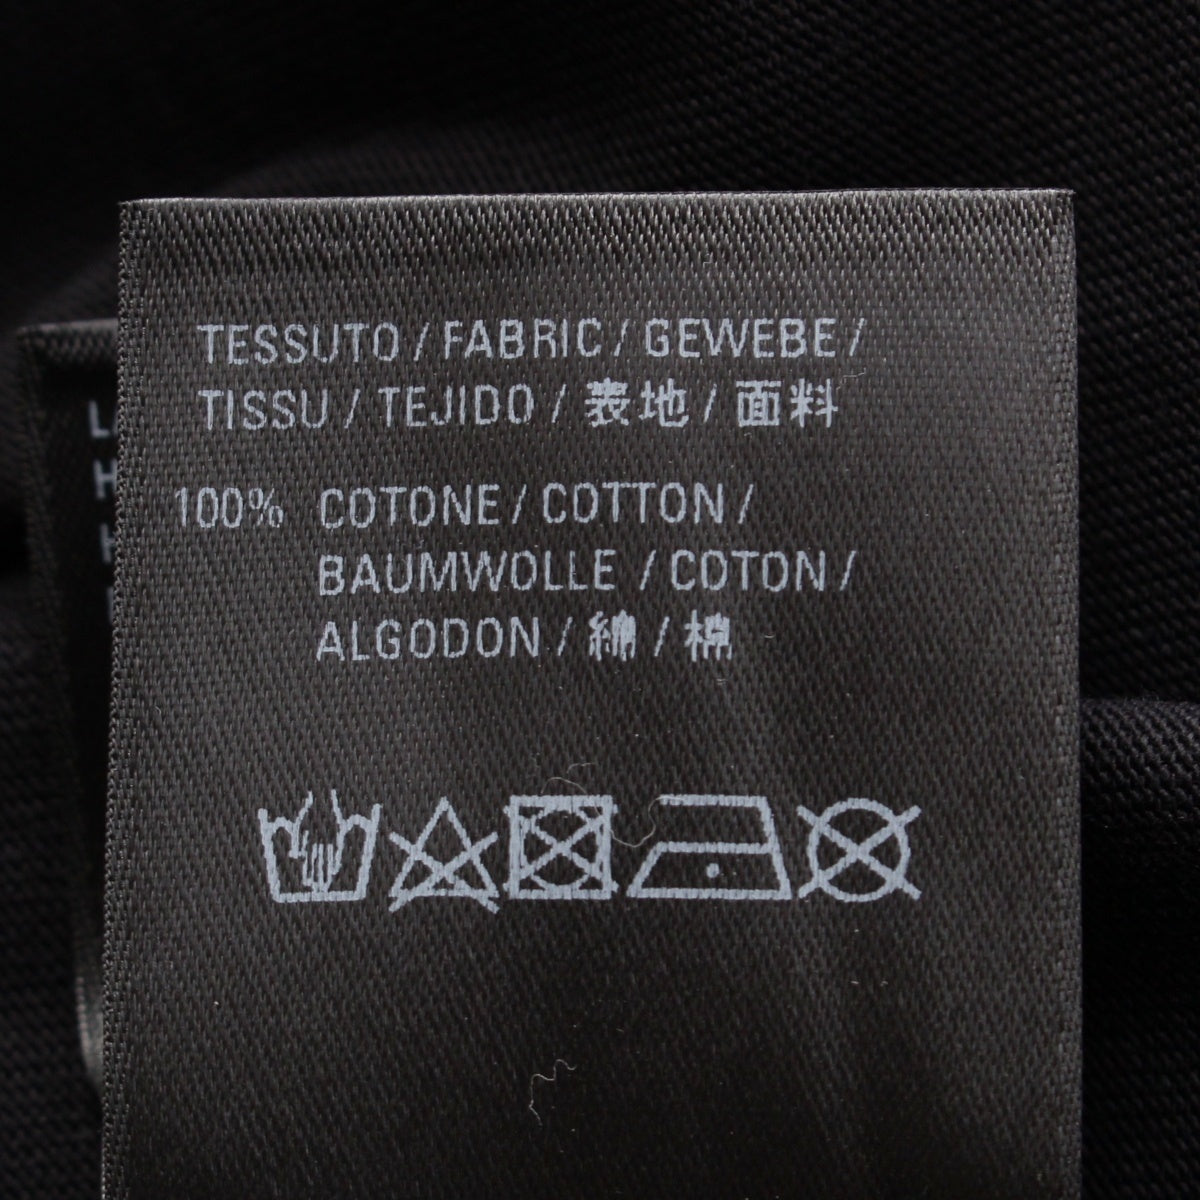 TESSUTO / FABRIC / GEWEBE /
TISSU / TEJIDO / 表地 / 面料
100% COTONE / COTTON /
BAUMWOLLE / COTON /
ALGODON / 綿 / 棉